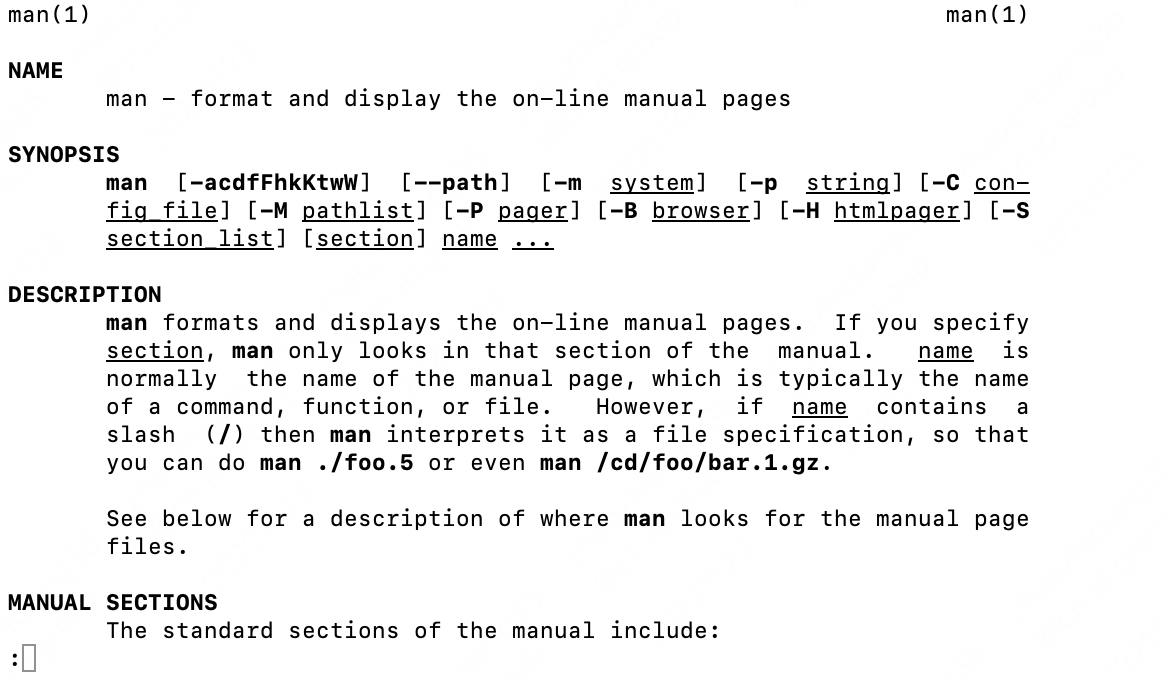 man(1) man(1)
NAME
man – format and display the on–line manual pages
SYNOPSIS
man [–acdfFhkKtwW] [––path] [–m system] [–p string] [–C con–
fig_file] [–M pathlist] [–P pager] [–B browser] [–H htmlpager] [–S
section_list] [section] name ...
DESCRIPTION
man formats and displays the on–line manual pages. If you specify
section, man only looks in that section of the manual. name is
normally the name of the manual page, which is typically the name
of a command, function, or file. However, if name contains a
slash (/) then man interprets it as a file specification, so that
you can do man ./foo.5 or even man /cd/foo/bar.1.gz.
See below for a description of where man looks for the manual page
files.
MANUAL SECTIONS
The standard sections of the manual include:
: